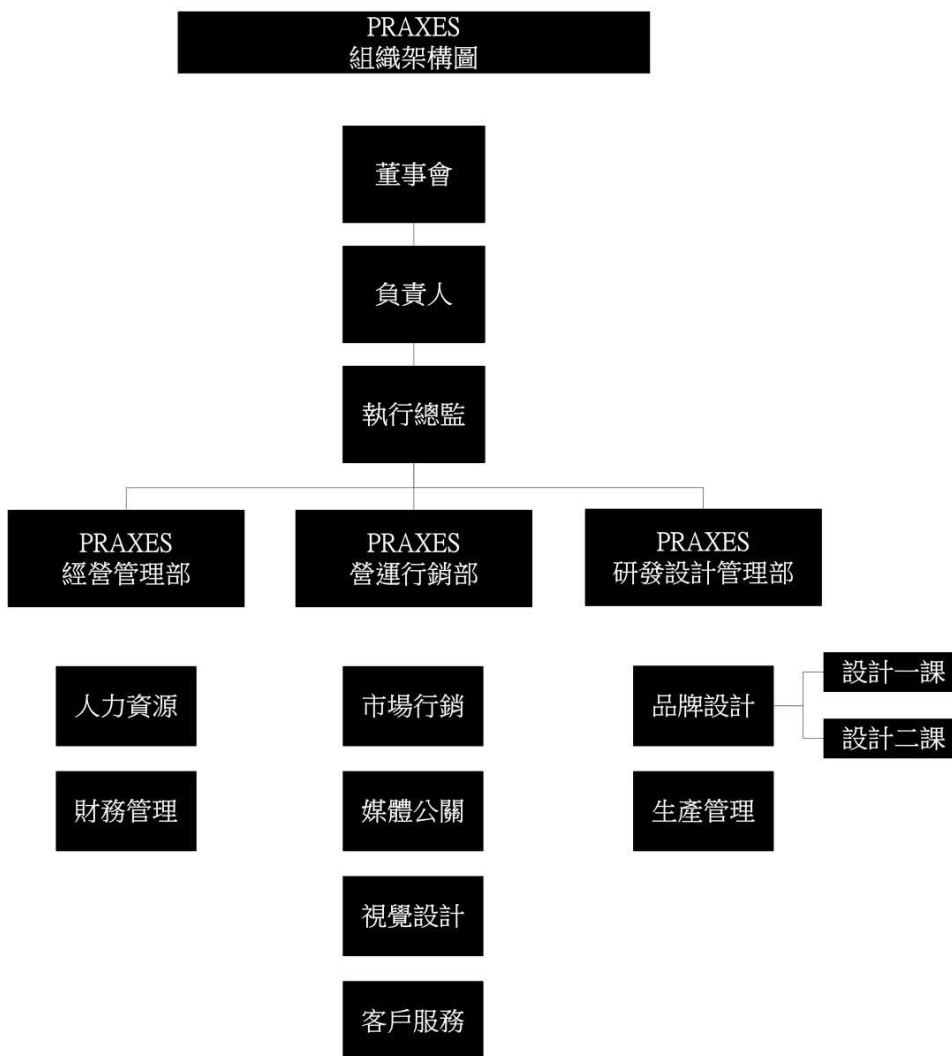 PRAXES
組織架構圖
董事會
負責人
執行總監
PRAXES
經營管理部
PRAXES
營運行銷部
PRAXES
研發設計管理部
人力資源
財務管理
市場行銷
媒體公關
視覺設計
客戶服務
品牌設計
設計一課
設計二課
生產管理